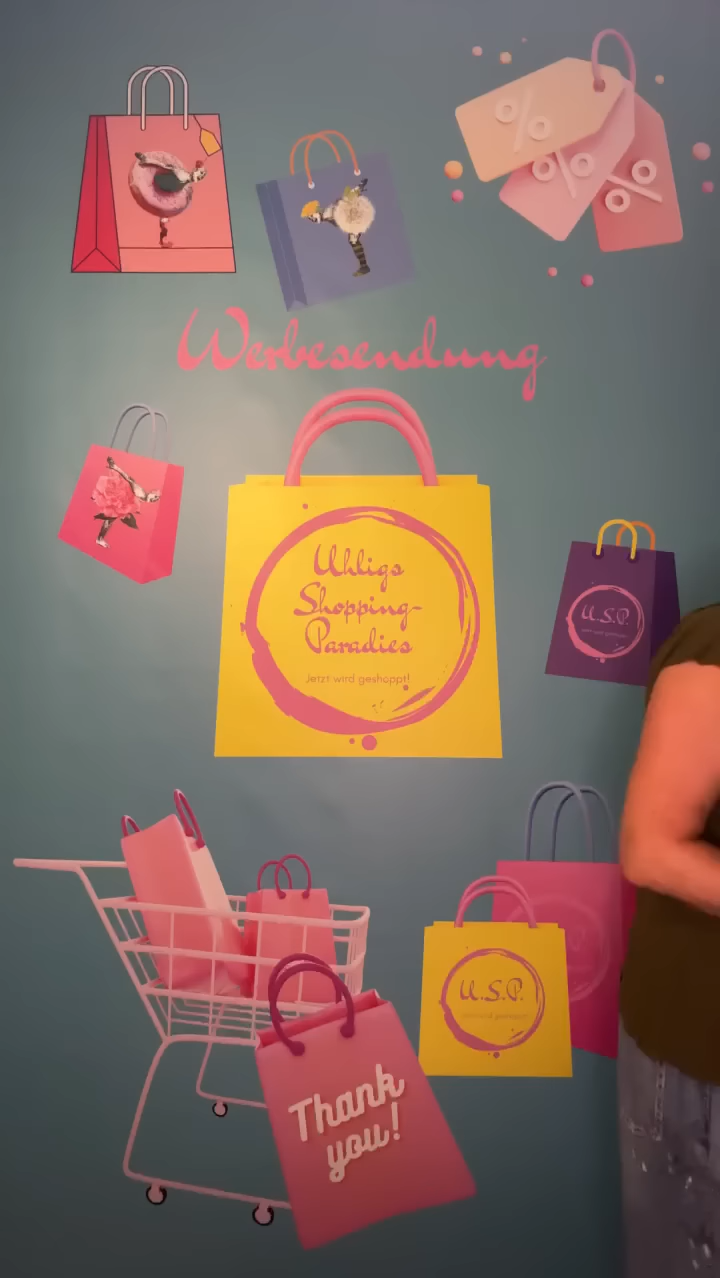 %
%
%
Werbesendung
Uhligs
Shopping-
Paradies
Jetzt wird geshoppt!
U.S.P.
U.S.P.
Thank
you!